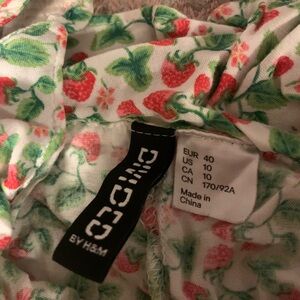 DIVIDED
BY H&M
EUR 40
US 10
CA 10
CN 170/92A
Made in
China